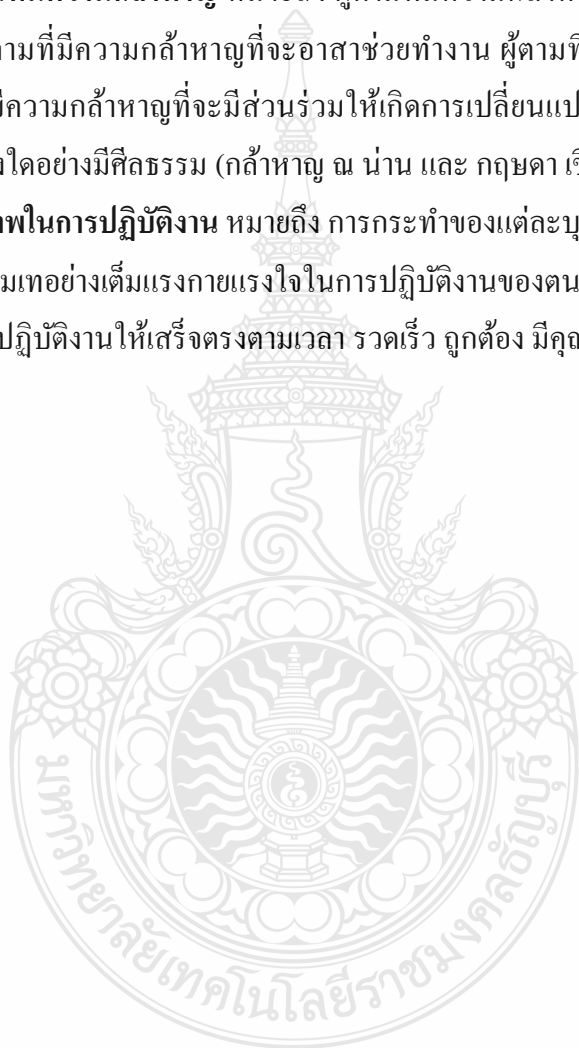 ามที่มีความกล้าหาญที่จะอาสาช่วยทำงาน ผู้ตามที
มีความกล้าหาญที่จะมีส่วนร่วมให้เกิดการเปลี่ยนแป
งใดอย่างมีศีลธรรม (กล้าหาญ ณ น่าน และ กฤษดา เชี
าพในการปฏิบัติงาน หมายถึง การกระทำของแต่ละบุ
มเทอย่างเต็มแรงกายแรงใจในการปฏิบัติงานของตน
ปฏิบัติงานให้เสร็จตรงตามเวลา รวดเร็ว ถูกต้อง มีคุณ
มหาวิทยาลัยเทคโนโลยีราชมงคลธัญบุรี